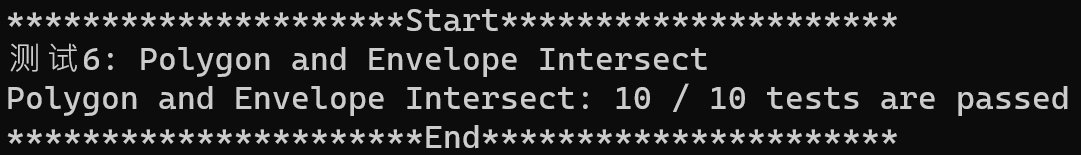 *********************Start*********************
测试6: Polygon and Envelope Intersect
Polygon and Envelope Intersect: 10 / 10 tests are passed
**********************End**********************